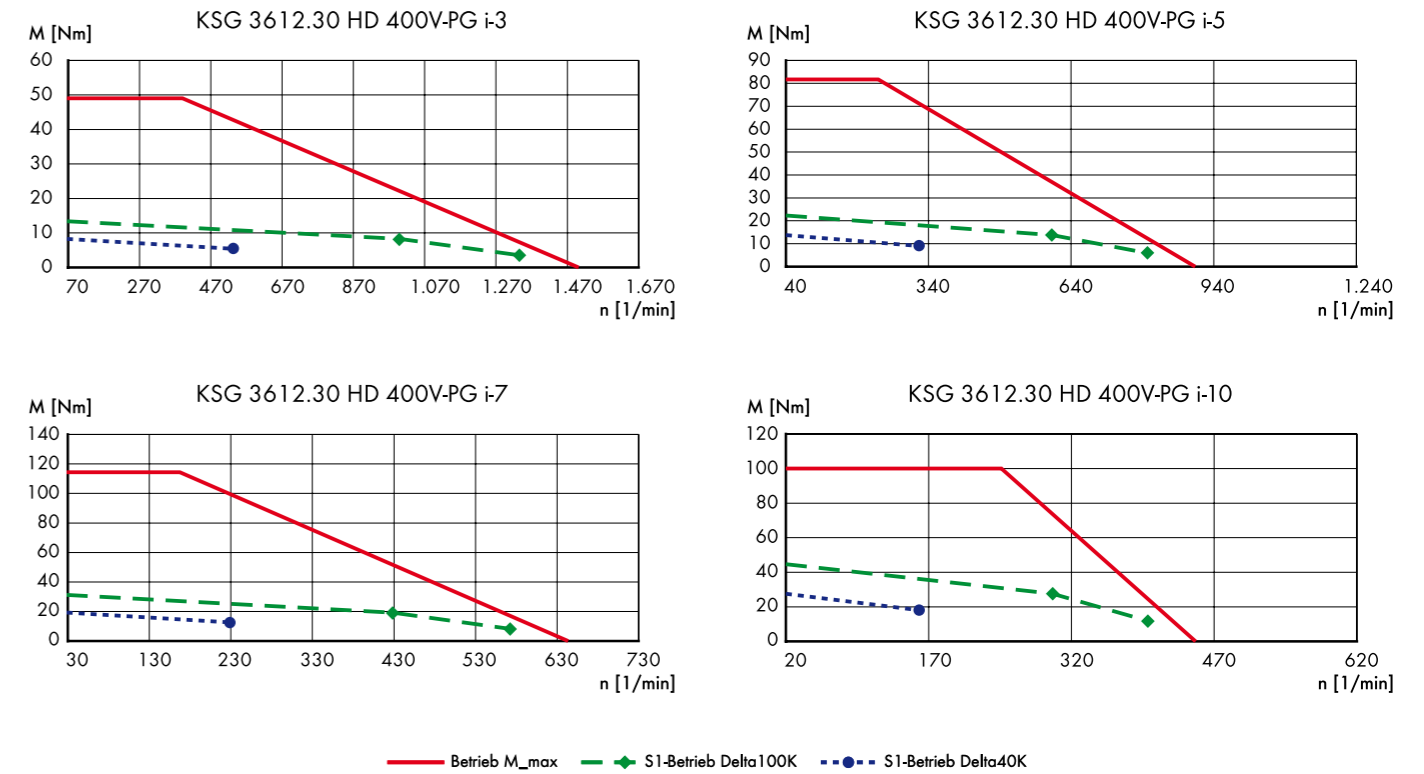 KSG 3612.30 HD 400V-PG i-3
M [Nm]
60
50
40
30
20
10
0
70 270 470 670 870 1.070 1.270 1.470 1.670
n [1/min]
KSG 3612.30 HD 400V-PG i-5
M [Nm]
90
80
70
60
50
40
30
20
10
0
40 340 640 940 1.240
n [1/min]
KSG 3612.30 HD 400V-PG i-7
M [Nm]
140
120
100
80
60
40
20
0
30 130 230 330 430 530 630 730
n [1/min]
KSG 3612.30 HD 400V-PG i-10
M [Nm]
120
100
80
60
40
20
0
20 170 320 470 620
n [1/min]
Betrieb M_max S1-Betrieb Delta100K S1-Betrieb Delta40K